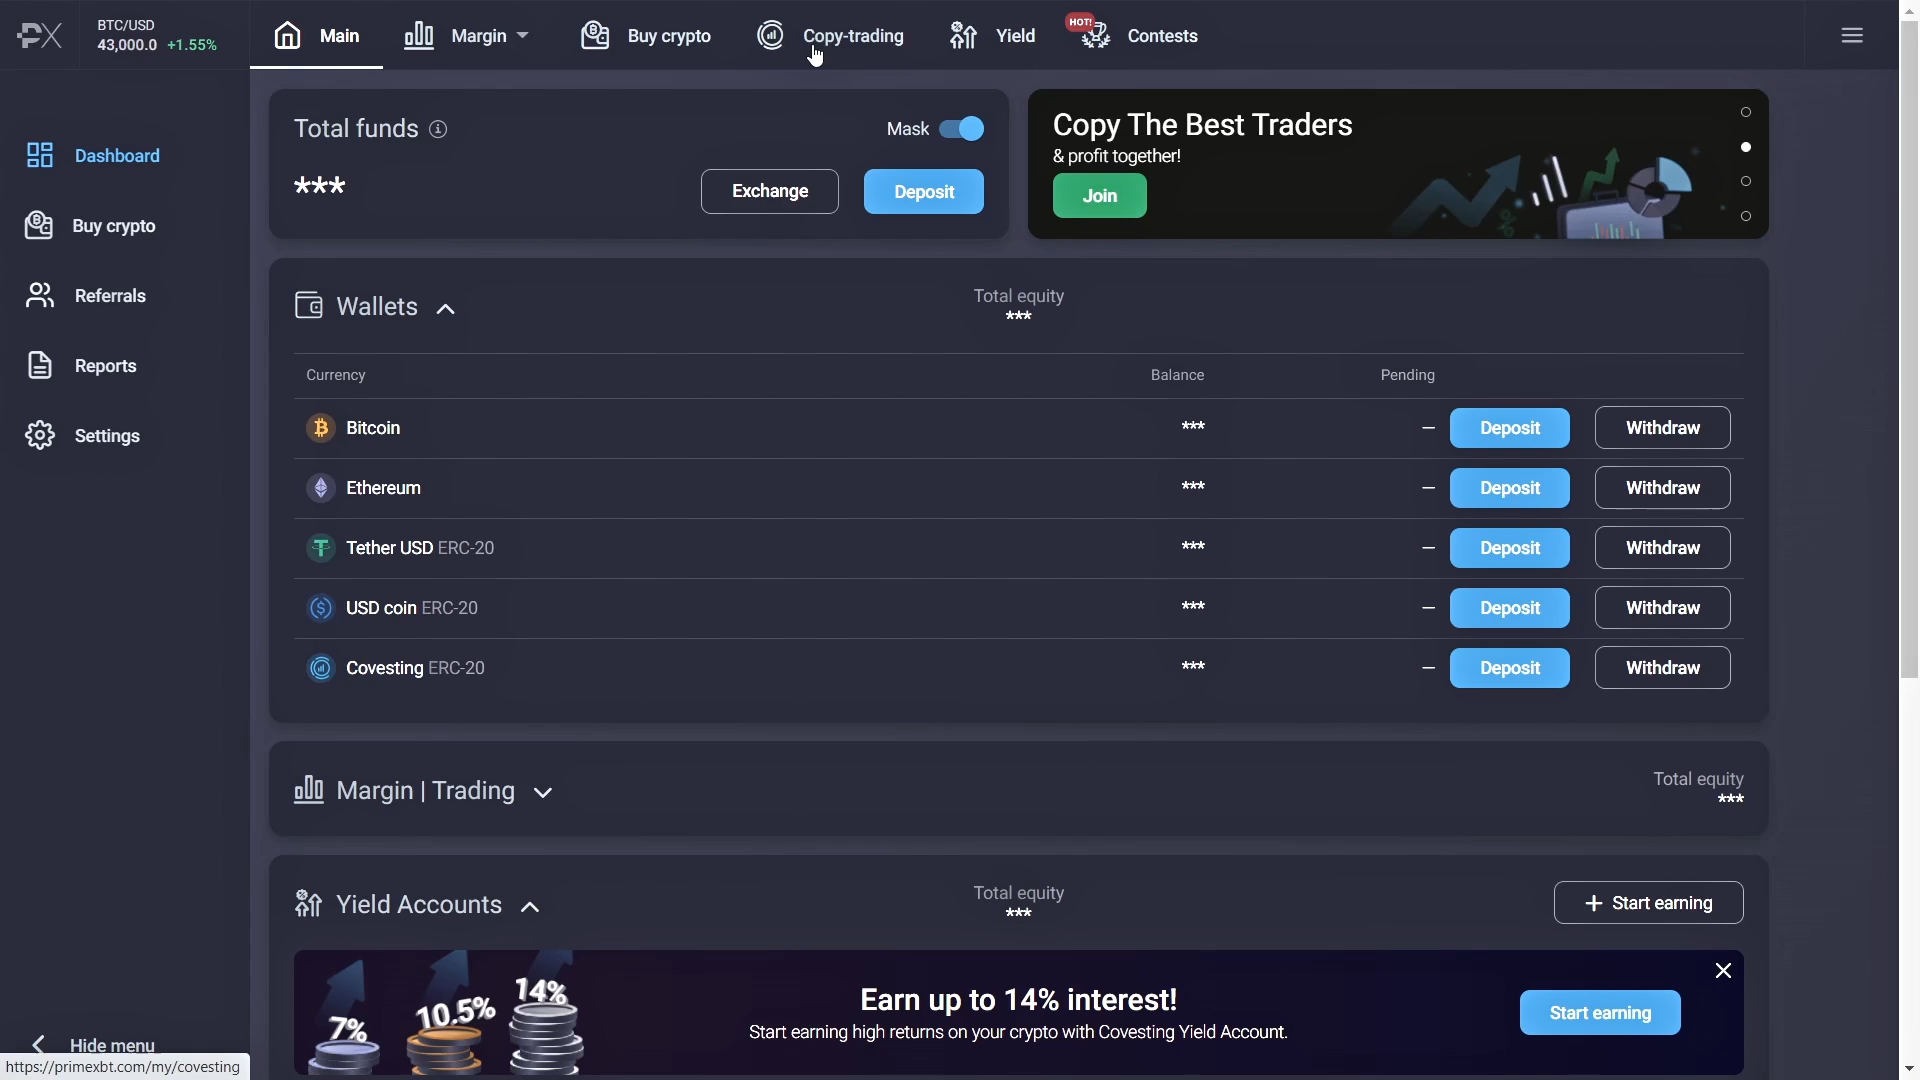 PX
BTC/USD
43,000.0 +1.55%
Main
Margin
Buy crypto
Copy-trading
Yield
HOT!
Contests
Dashboard
Buy crypto
Referrals
Reports
Settings
Hide menu
https://primexbt.com/my/covesting
Total funds
Mask
***
Exchange
Deposit
Copy The Best Traders
& profit together!
Join
Wallets
Total equity
***
Currency Balance Pending
Bitcoin *** – Deposit Withdraw
Ethereum *** – Deposit Withdraw
Tether USD ERC-20 *** – Deposit Withdraw
USD coin ERC-20 *** – Deposit Withdraw
Covesting ERC-20 *** – Deposit Withdraw
Margin | Trading
Total equity
***
Yield Accounts
Total equity
***
+ Start earning
7%
10.5%
14%
Earn up to 14% interest!
Start earning high returns on your crypto with Covesting Yield Account.
Start earning